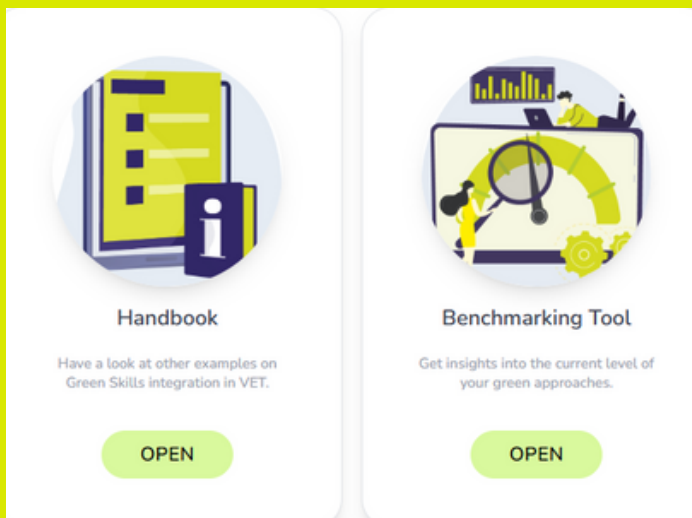 i
Handbook
Have a look at other examples on
Green Skills integration in VET.
OPEN
Benchmarking Tool
Get insights into the current level of
your green approaches.
OPEN